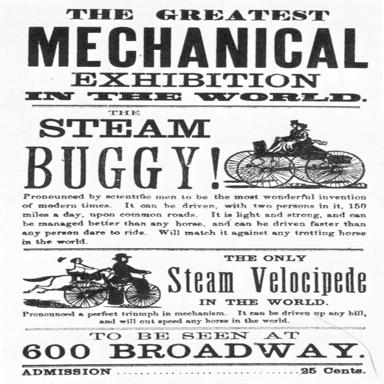 THE GREATEST
MECHANICAL
EXHIBITION
IN THE WORLD.
THE
STEAM
BUGGY!
Pronounced by scientific men to be the most wonderful invention
of modern times. It can be driven, with two persons in it, 150
miles a day, upon common roads. It is light and strong, and can
be managed better than any horse, and can be driven faster than
any person dare to ride. Will match it against any trotting horse
in the world.
THE ONLY
Steam Velocipede
IN THE WORLD.
Pronounced a perfect triumph in mechanism. It can be driven up any hill,
and will out speed any horse in the world.
TO BE SEEN AT
600 BROADWAY.
ADMISSION ........................ 25 Cents.